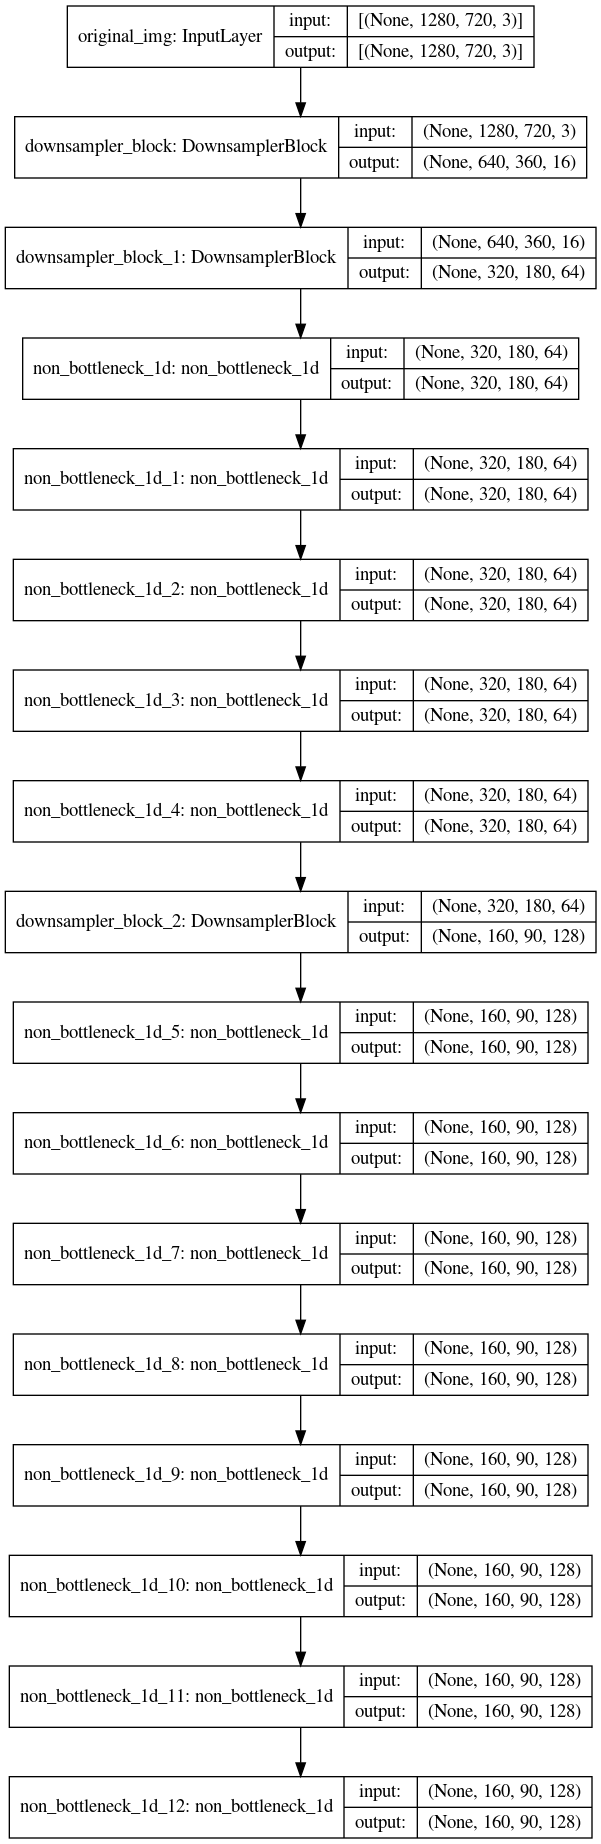 original_img: InputLayer
input: [(None, 1280, 720, 3)]
output: [(None, 1280, 720, 3)]
downsampler_block: DownsamplerBlock
input: (None, 1280, 720, 3)
output: (None, 640, 360, 16)
downsampler_block_1: DownsamplerBlock
input: (None, 640, 360, 16)
output: (None, 320, 180, 64)
non_bottleneck_1d: non_bottleneck_1d
input: (None, 320, 180, 64)
output: (None, 320, 180, 64)
non_bottleneck_1d_1: non_bottleneck_1d
input: (None, 320, 180, 64)
output: (None, 320, 180, 64)
non_bottleneck_1d_2: non_bottleneck_1d
input: (None, 320, 180, 64)
output: (None, 320, 180, 64)
non_bottleneck_1d_3: non_bottleneck_1d
input: (None, 320, 180, 64)
output: (None, 320, 180, 64)
non_bottleneck_1d_4: non_bottleneck_1d
input: (None, 320, 180, 64)
output: (None, 320, 180, 64)
downsampler_block_2: DownsamplerBlock
input: (None, 320, 180, 64)
output: (None, 160, 90, 128)
non_bottleneck_1d_5: non_bottleneck_1d
input: (None, 160, 90, 128)
output: (None, 160, 90, 128)
non_bottleneck_1d_6: non_bottleneck_1d
input: (None, 160, 90, 128)
output: (None, 160, 90, 128)
non_bottleneck_1d_7: non_bottleneck_1d
input: (None, 160, 90, 128)
output: (None, 160, 90, 128)
non_bottleneck_1d_8: non_bottleneck_1d
input: (None, 160, 90, 128)
output: (None, 160, 90, 128)
non_bottleneck_1d_9: non_bottleneck_1d
input: (None, 160, 90, 128)
output: (None, 160, 90, 128)
non_bottleneck_1d_10: non_bottleneck_1d
input: (None, 160, 90, 128)
output: (None, 160, 90, 128)
non_bottleneck_1d_11: non_bottleneck_1d
input: (None, 160, 90, 128)
output: (None, 160, 90, 128)
non_bottleneck_1d_12: non_bottleneck_1d
input: (None, 160, 90, 128)
output: (None, 160, 90, 128)